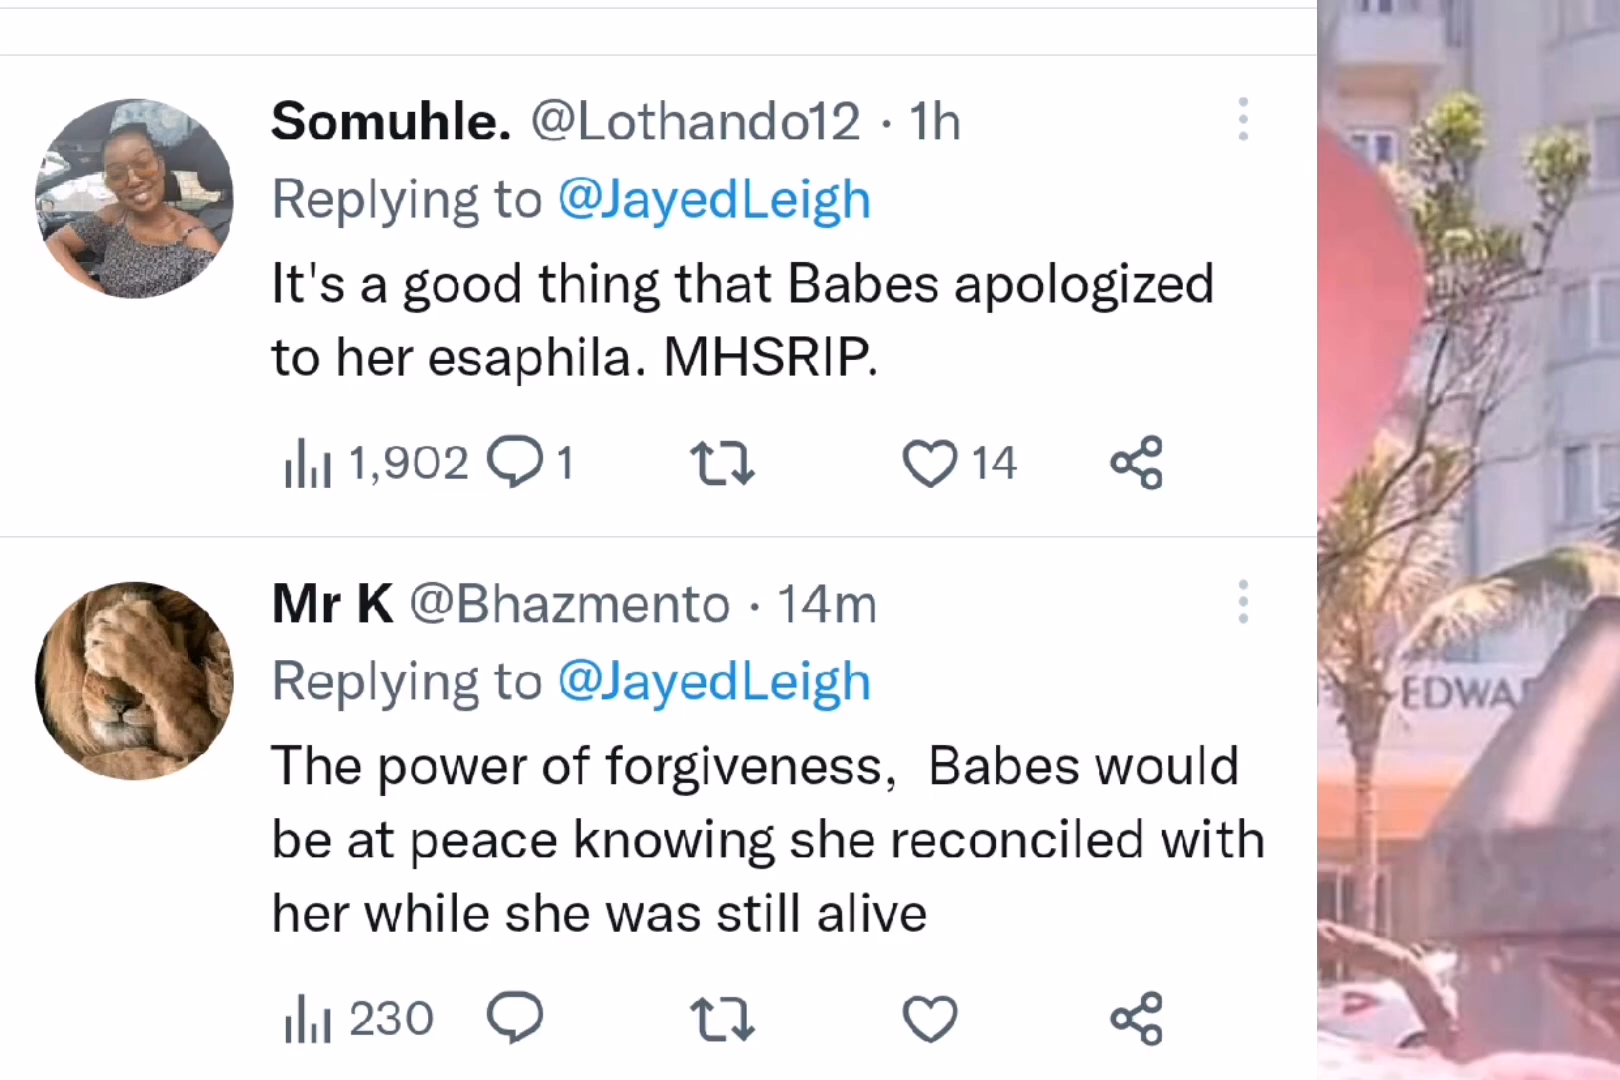 Somuhle. @Lothando12 · 1h
Replying to @JayedLeigh
It's a good thing that Babes apologized
to her esaphila. MHSRIP.
1,902 1 14
Mr K @Bhazmento · 14m
Replying to @JayedLeigh
The power of forgiveness,  Babes would
be at peace knowing she reconciled with
her while she was still alive
230
EDWA